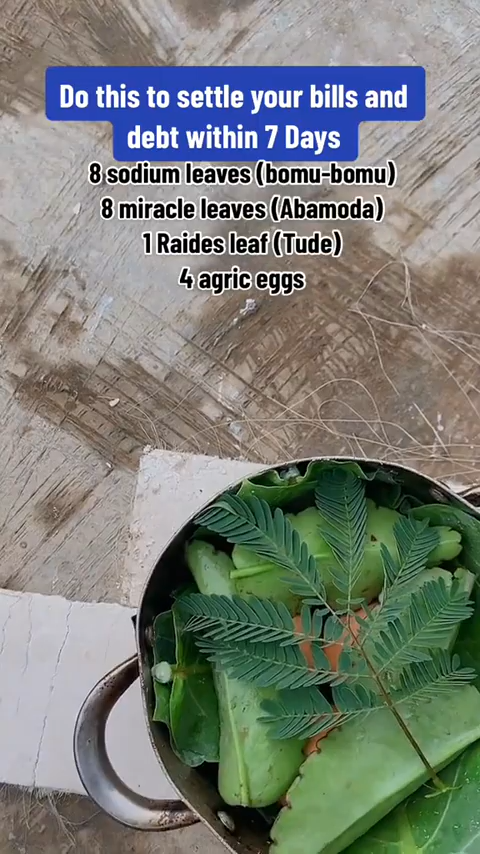 Do this to settle your bills and
debt within 7 Days
8 sodium leaves (bomu-bomu)
8 miracle leaves (Abamoda)
1 Raides leaf (Tude)
4 agric eggs